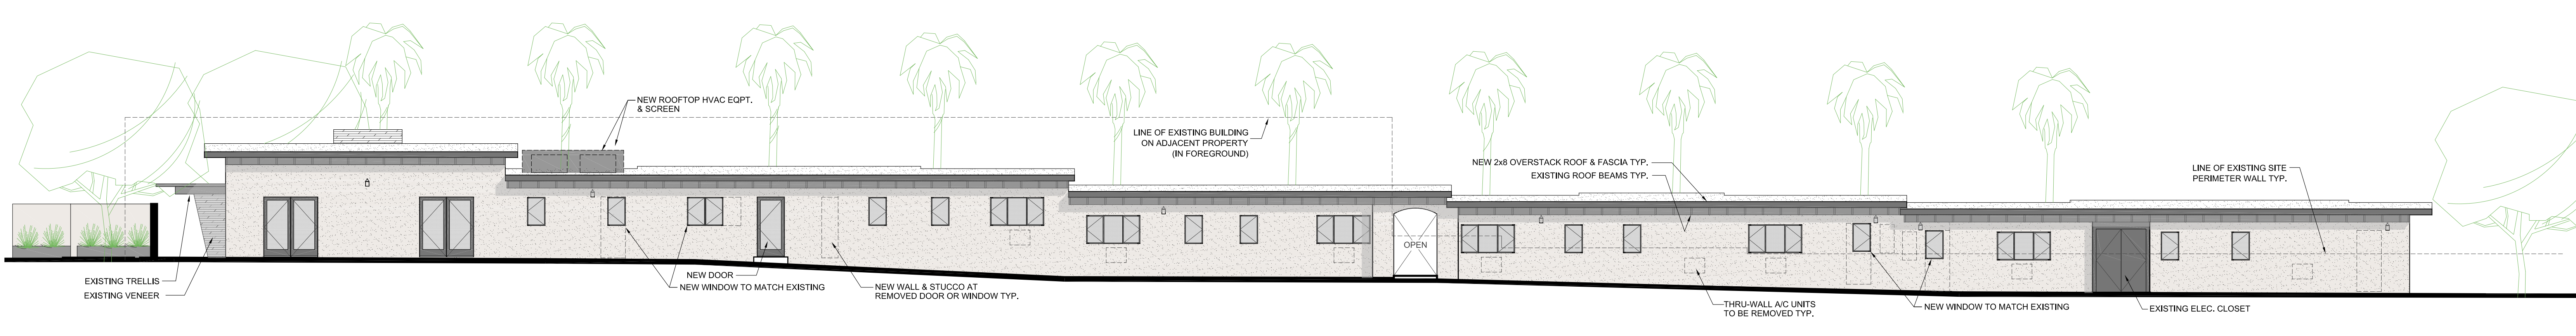 NEW ROOFTOP HVAC EQPT.
& SCREEN
LINE OF EXISTING BUILDING
ON ADJACENT PROPERTY
(IN FOREGROUND)
NEW 2x8 OVERSTACK ROOF & FASCIA TYP.
EXISTING ROOF BEAMS TYP.
LINE OF EXISTING SITE
PERIMETER WALL TYP.
OPEN
EXISTING TRELLIS
EXISTING VENEER
NEW DOOR
NEW WINDOW TO MATCH EXISTING
NEW WALL & STUCCO AT
REMOVED DOOR OR WINDOW TYP.
THRU-WALL A/C UNITS
TO BE REMOVED TYP.
NEW WINDOW TO MATCH EXISTING
EXISTING ELEC. CLOSET